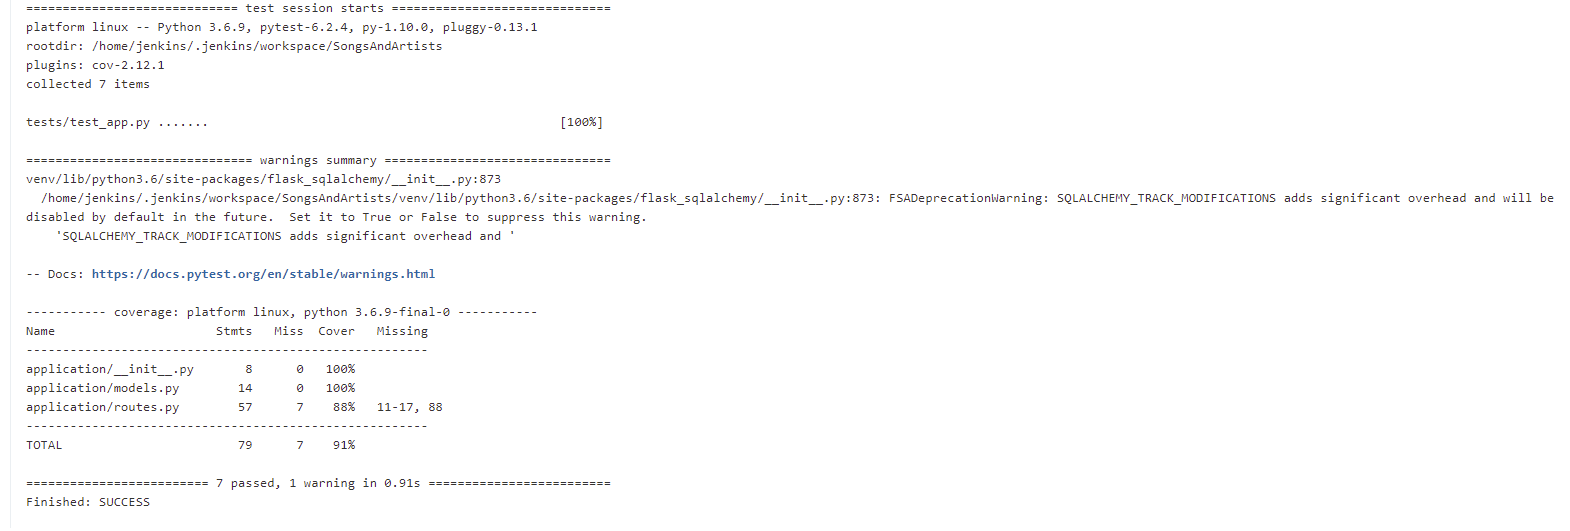 ============================= test session starts ==============================
platform linux -- Python 3.6.9, pytest-6.2.4, py-1.10.0, pluggy-0.13.1
rootdir: /home/jenkins/.jenkins/workspace/SongsAndArtists
plugins: cov-2.12.1
collected 7 items
tests/test_app.py .......                                                [100%]
=============================== warnings summary ===============================
venv/lib/python3.6/site-packages/flask_sqlalchemy/__init__.py:873
  /home/jenkins/.jenkins/workspace/SongsAndArtists/venv/lib/python3.6/site-packages/flask_sqlalchemy/__init__.py:873: FSADeprecationWarning: SQLALCHEMY_TRACK_MODIFICATIONS adds significant overhead and will be
disabled by default in the future.  Set it to True or False to suppress this warning.
    'SQLALCHEMY_TRACK_MODIFICATIONS adds significant overhead and '
-- Docs: https://docs.pytest.org/en/stable/warnings.html
----------- coverage: platform linux, python 3.6.9-final-0 -----------
Name                      Stmts   Miss  Cover   Missing
-------------------------------------------------------
application/__init__.py       8      0   100%
application/models.py        14      0   100%
application/routes.py        57      7    88%   11-17, 88
-------------------------------------------------------
TOTAL                        79      7    91%
========================= 7 passed, 1 warning in 0.91s =========================
Finished: SUCCESS